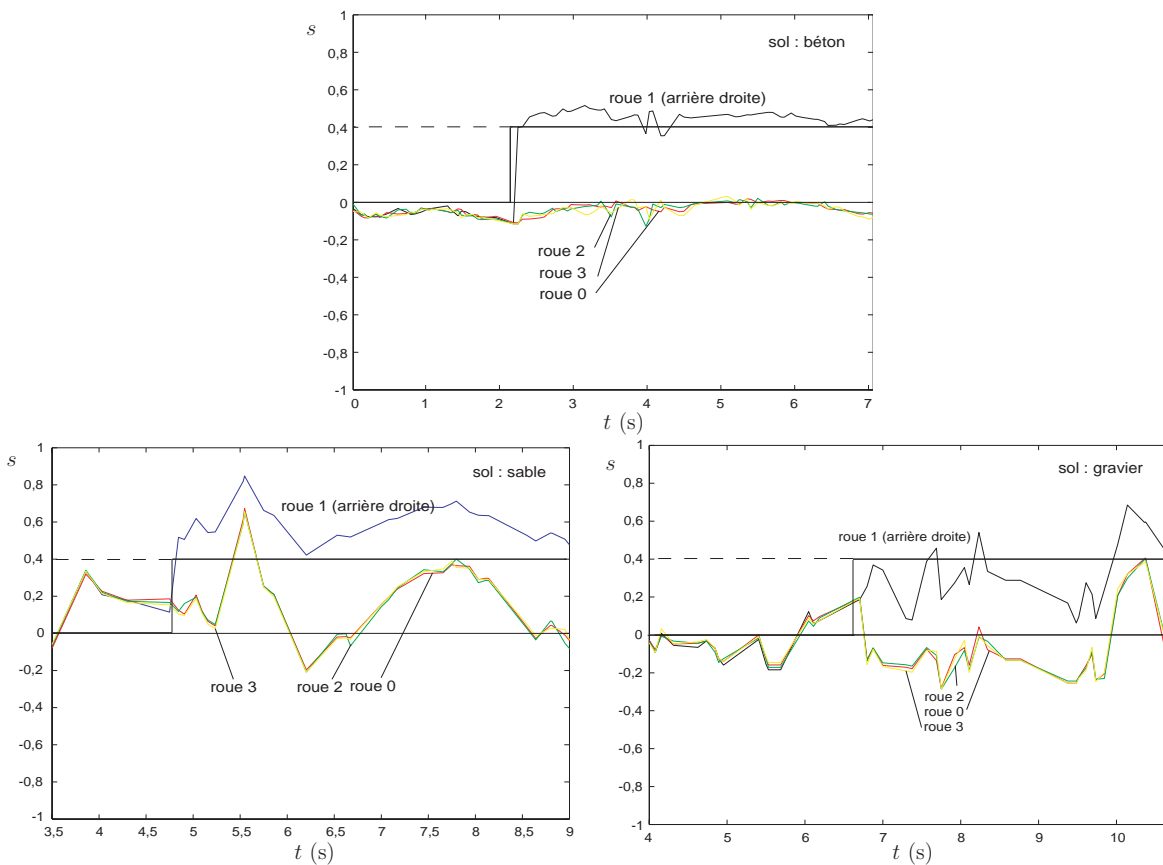 s
1
0,8
0,6
0,4
0,2
0
-0,2
-0,4
-0,6
-0,8
-1
sol : béton
roue 1 (arrière droite)
roue 2
roue 3
roue 0
0 1 2 3 4 5 6 7
t (s)
s
1
0,8
0,6
0,4
0,2
0
-0,2
-0,4
-0,6
-0,8
-1
sol : sable
roue 1 (arrière droite)
roue 3 roue 2 roue 0
3,5 4 4,5 5 5,5 6 6,5 7 7,5 8 8,5 9
t (s)
s
1
0,8
0,6
0,4
0,2
0
-0,2
-0,4
-0,6
-0,8
-1
sol : gravier
roue 1 (arrière droite)
roue 2
roue 0
roue 3
4 5 6 7 8 9 10
t (s)